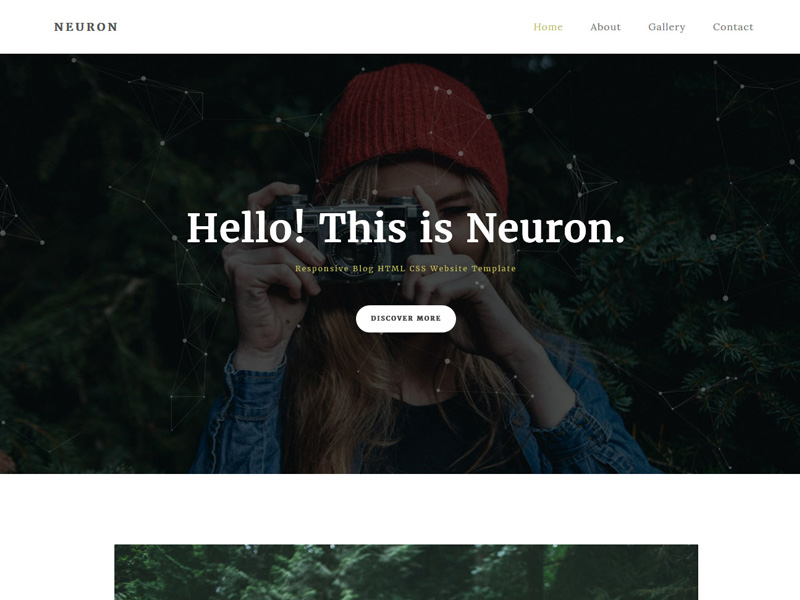 NEURON
Home About Gallery Contact
Hello! This is Neuron.
Responsive Blog HTML CSS Website Template
DISCOVER MORE